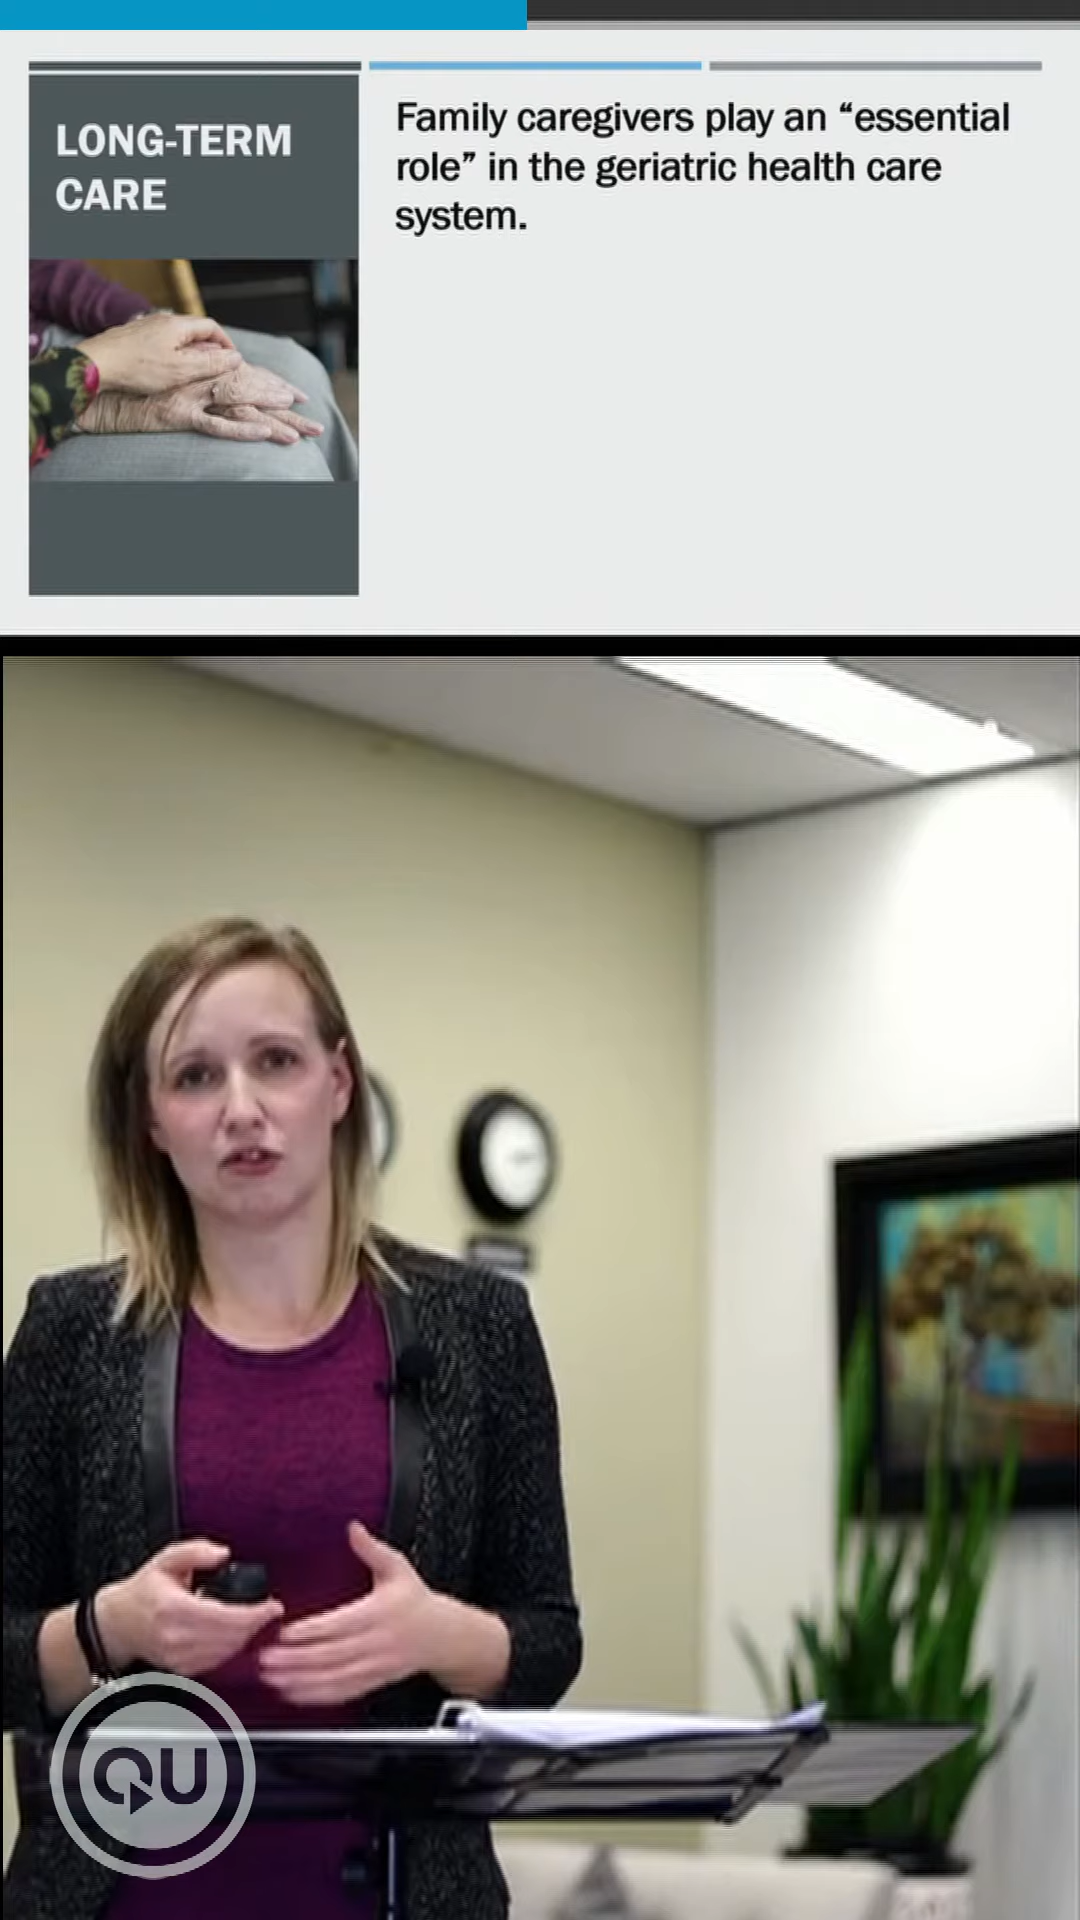 LONG-TERM
CARE
Family caregivers play an “essential
role” in the geriatric health care
system.
QU